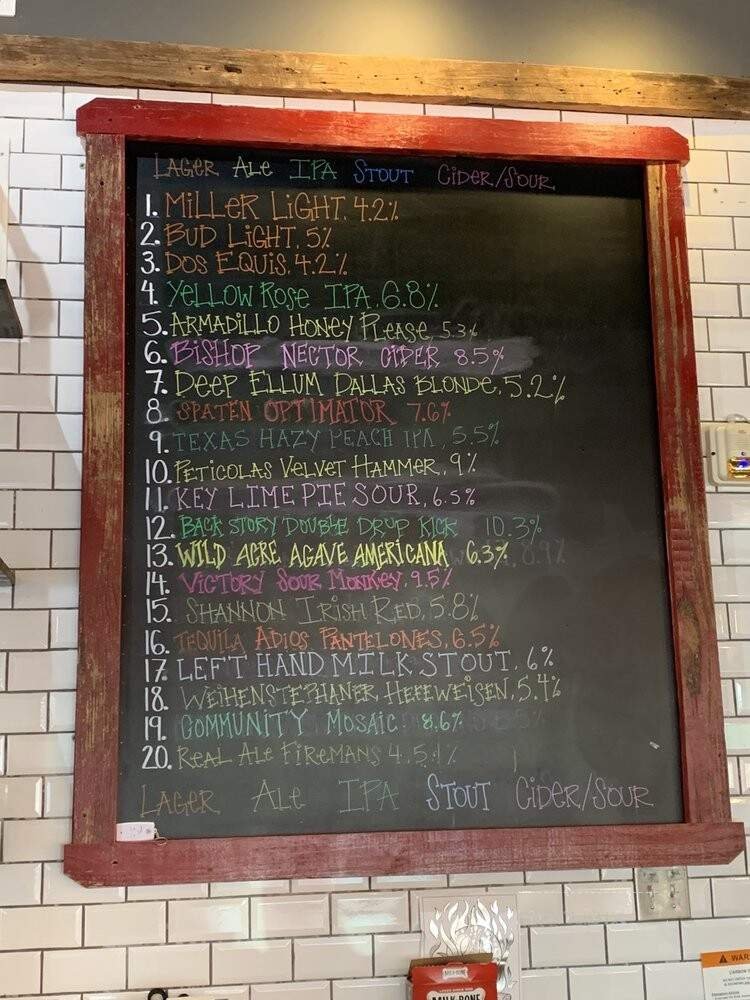 LAGER ALE IPA STOUT CIDER/SOUR
1. MILLER LIGHT. 4.2%
2. BUD LIGHT. 5%
3. DOS EQUIS. 4.2%
4. YELLOW ROSE IPA. 6.8%
5. ARMADILLO HONEY PLEASE, 5.3%
6. BISHOP NECTOR CIDER 8.5%
7. DEEP ELLUM DALLAS BLONDE, 5.2%
8. SPATEN OPTIMATOR 7.6%
9. TEXAS HAZY PEACH IPA, 5.5%
10. PETICOLAS VELVET HAMMER, 9%
11. KEY LIME PIE SOUR, 6.5%
12. BACK STORY DOUBLE DROP KICK 10.3%
13. WILD ACRE AGAVE AMERICANA 6.3%
14. VICTORY SOUR MONKEY. 9.5%
15. SHANNON IRISH RED, 5.8%
16. TEQUILA ADIOS PANTELONES, 6.5%
17. LEFT HAND MILK STOUT, 6%
18. WEIHENSTEPHANER HEFEWEISEN, 5.4%
19. COMMUNITY MOSAIC 8.6%
20. REAL ALE FIREMANS 4. 5.1%
LAGER ALE IPA STOUT CIDER/SOUR
MILK-BONE
WARN